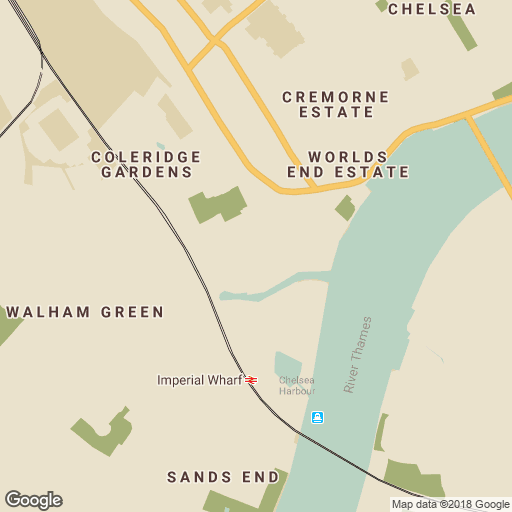 CHELSEA
CREMORNE
ESTATE
COLERIDGE
GARDENS
WORLDS
END ESTATE
WALHAM GREEN
River Thames
Imperial Wharf
Chelsea
Harbour
SANDS END
Google
Map data ©2018 Google